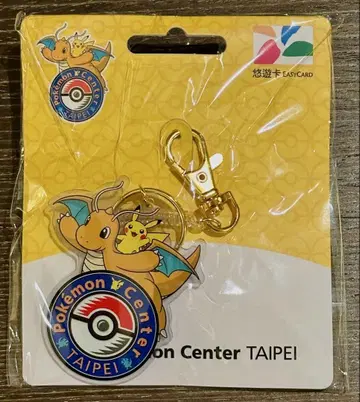 Pokémon Center
TAIPEI
悠遊卡 EASYCARD
Pokémon Center
TAIPEI
on Center TAIPEI